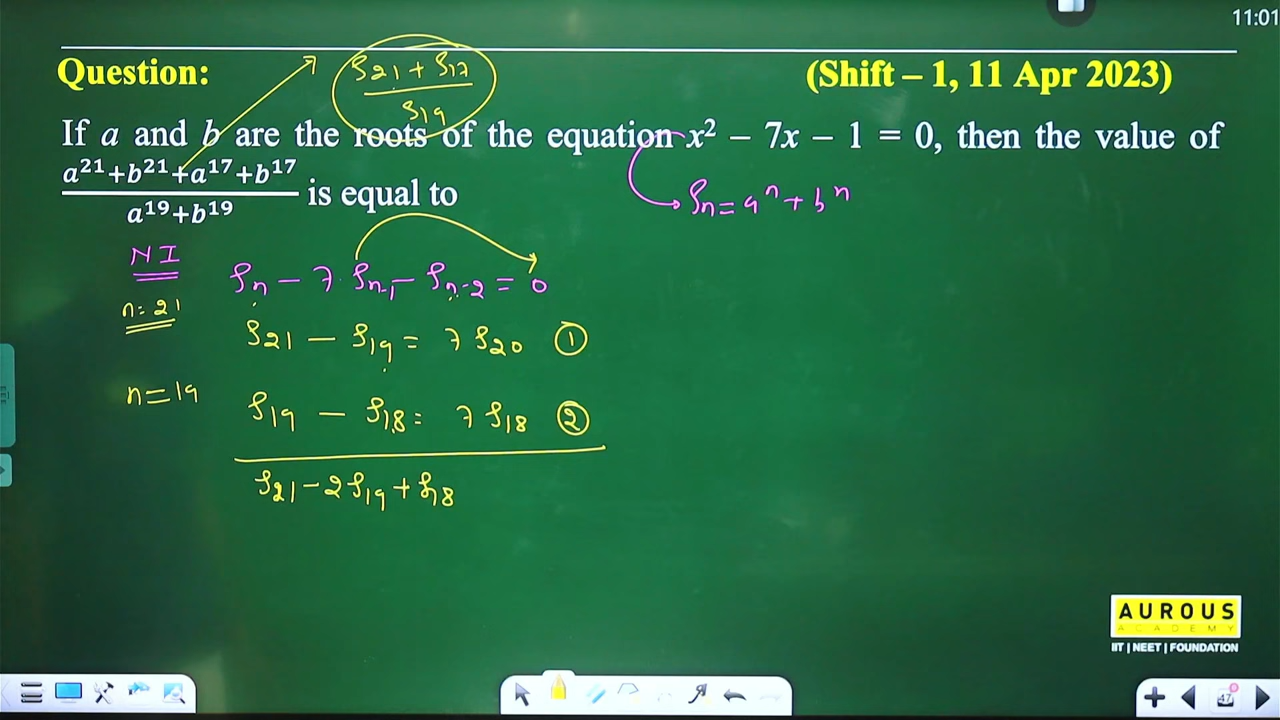 11:01
Question:
(Shift – 1, 11 Apr 2023)
S21 + S17
S19
If a and b are the roots of the equation x² – 7x – 1 = 0, then the value of
a²¹+b²¹+a¹⁷+b¹⁷
a¹⁹+b¹⁹
is equal to
Sn = aⁿ + bⁿ
NI
Sn – 7·Sn-1 – Sn-2 = 0
n = 21
S21 – S19 = 7 S20 ①
n = 19
S19 – S18 = 7 S18 ②
S21 – 2S19 + S18
AUROUS
ACADEMY
IIT | NEET | FOUNDATION
47